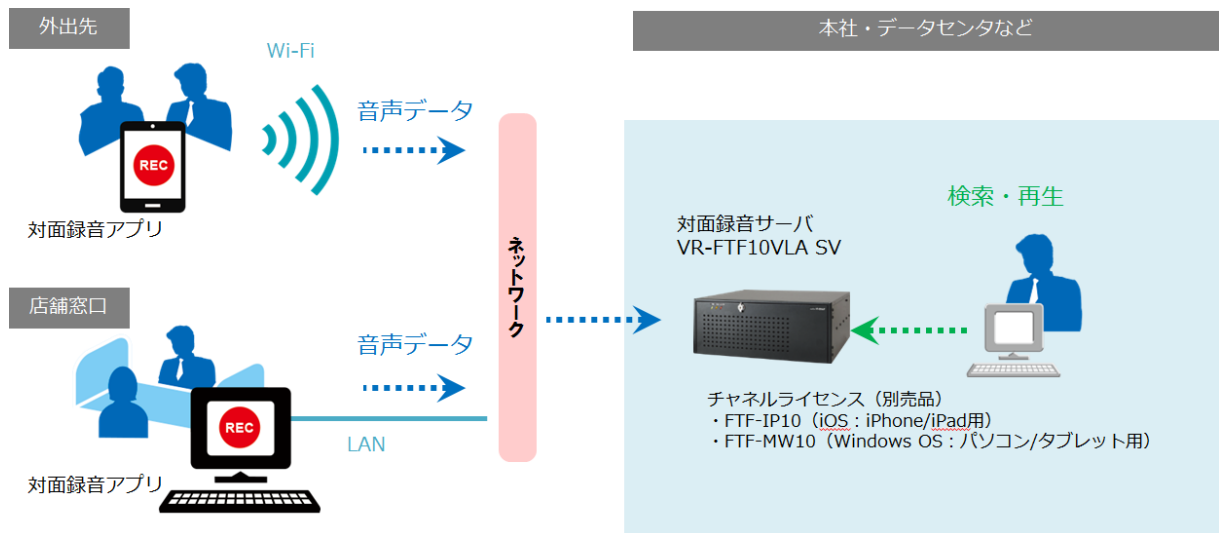 外出先
Wi-Fi
音声データ
REC
対面録音アプリ
店舗窓口
音声データ
REC
LAN
対面録音アプリ
ネットワーク
本社・データセンタなど
検索・再生
対面録音サーバ
VR-FTF10VLA SV
チャネルライセンス（別売品）
・FTF-IP10（iOS：iPhone/iPad用）
・FTF-MW10（Windows OS：パソコン/タブレット用）